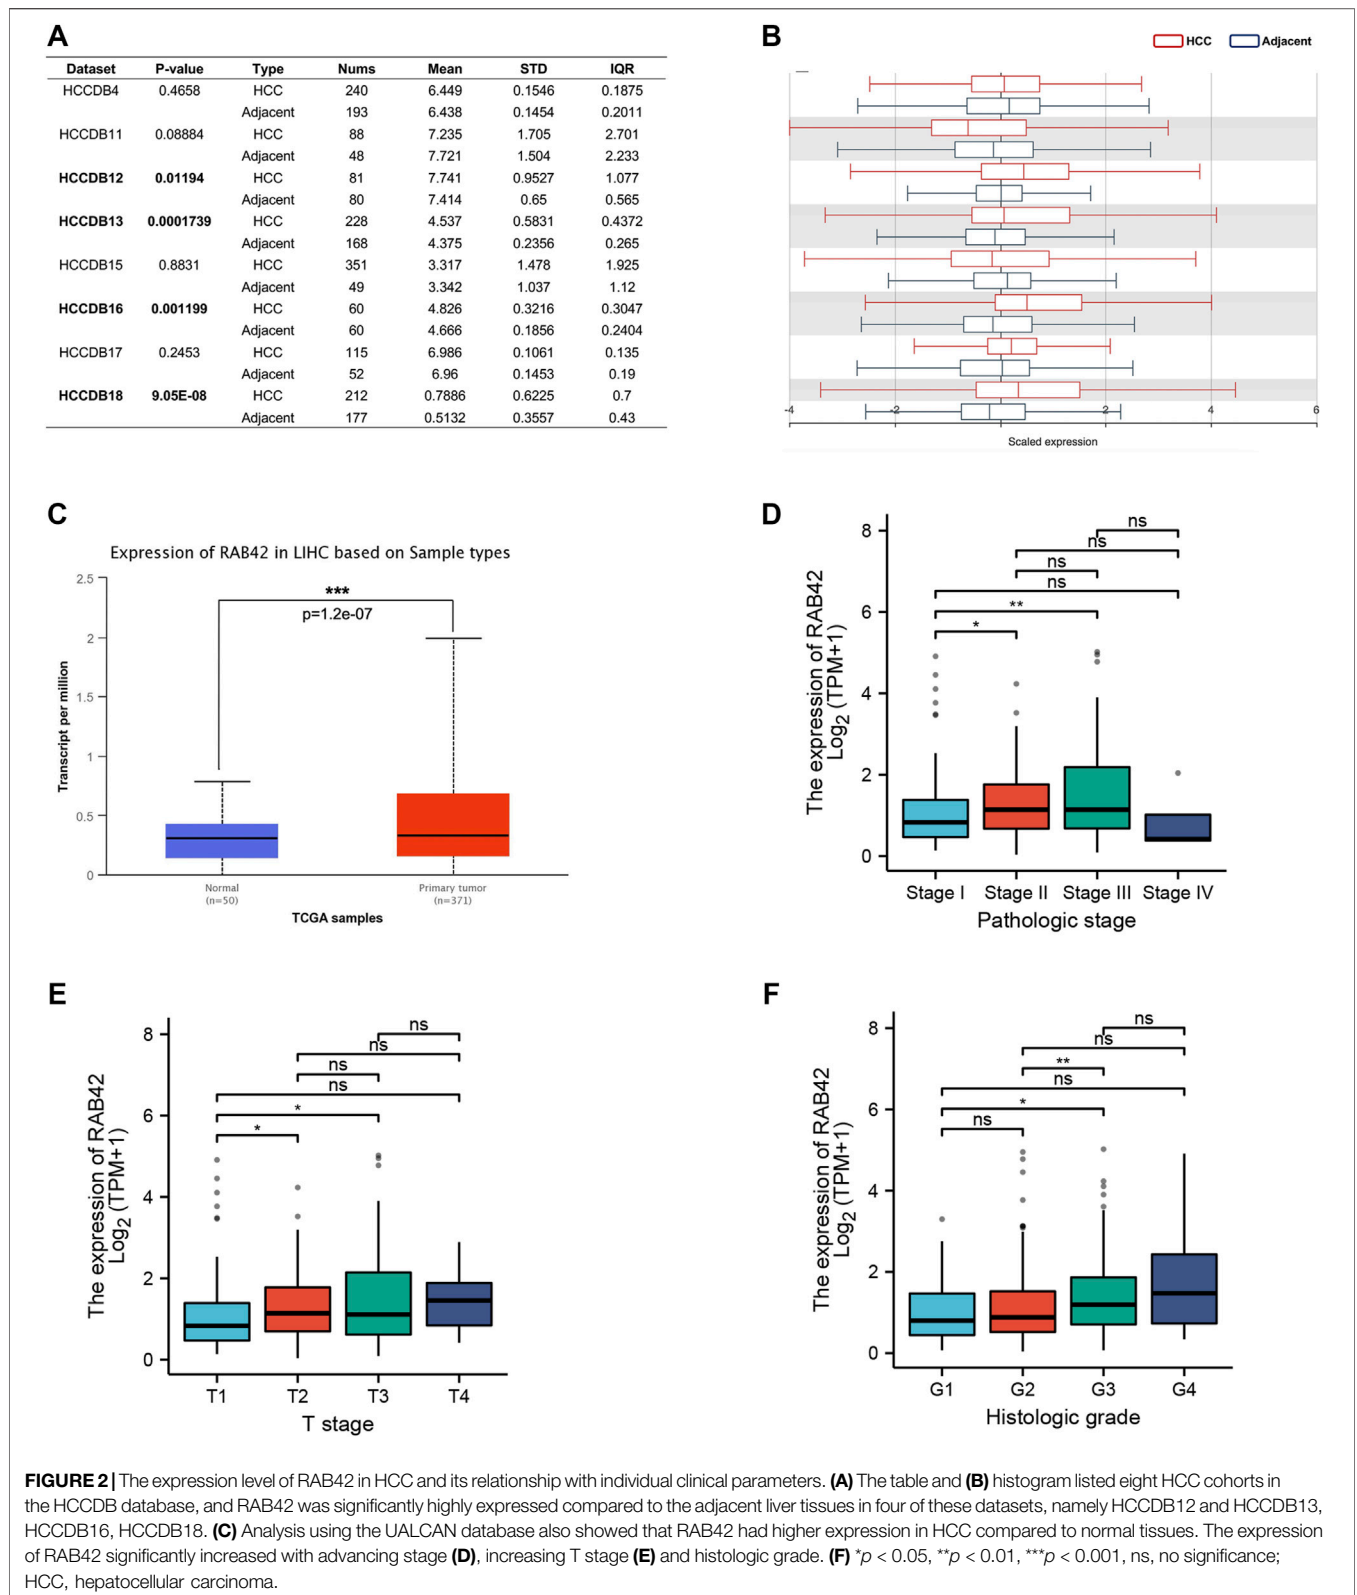 A
Dataset P-value Type Nums Mean STD IQR
HCCDB4 0.4658 HCC 240 6.449 0.1546 0.1875
Adjacent 193 6.438 0.1454 0.2011
HCCDB11 0.08884 HCC 88 7.235 1.705 2.701
Adjacent 48 7.721 1.504 2.233
HCCDB12 0.01194 HCC 81 7.741 0.9527 1.077
Adjacent 80 7.414 0.65 0.565
HCCDB13 0.0001739 HCC 228 4.537 0.5831 0.4372
Adjacent 168 4.375 0.2356 0.265
HCCDB15 0.8831 HCC 351 3.317 1.478 1.925
Adjacent 49 3.342 1.037 1.12
HCCDB16 0.001199 HCC 60 4.826 0.3216 0.3047
Adjacent 60 4.666 0.1856 0.2404
HCCDB17 0.2453 HCC 115 6.986 0.1061 0.135
Adjacent 52 6.96 0.1453 0.19
HCCDB18 9.05E-08 HCC 212 0.7886 0.6225 0.7
Adjacent 177 0.5132 0.3557 0.43
B
HCC Adjacent
-4 -2 2 4 6
Scaled expression
C
Expression of RAB42 in LIHC based on Sample types
Transcript per million
2.5
2
1.5
1
0.5
0
***
p=1.2e-07
Normal Primary tumor
(n=50) (n=371)
TCGA samples
D
The expression of RAB42
Log2 (TPM+1)
8
6
4
2
0
ns
ns
ns
ns
**
*
Stage I Stage II Stage III Stage IV
Pathologic stage
E
The expression of RAB42
Log2 (TPM+1)
8
6
4
2
0
ns
ns
ns
ns
*
*
T1 T2 T3 T4
T stage
F
The expression of RAB42
Log2 (TPM+1)
8
6
4
2
0
ns
ns
**
ns
*
ns
G1 G2 G3 G4
Histologic grade
FIGURE 2 | The expression level of RAB42 in HCC and its relationship with individual clinical parameters. (A) The table and (B) histogram listed eight HCC cohorts in
the HCCDB database, and RAB42 was significantly highly expressed compared to the adjacent liver tissues in four of these datasets, namely HCCDB12 and HCCDB13,
HCCDB16, HCCDB18. (C) Analysis using the UALCAN database also showed that RAB42 had higher expression in HCC compared to normal tissues. The expression
of RAB42 significantly increased with advancing stage (D), increasing T stage (E) and histologic grade. (F) *p < 0.05, **p < 0.01, ***p < 0.001, ns, no significance;
HCC, hepatocellular carcinoma.